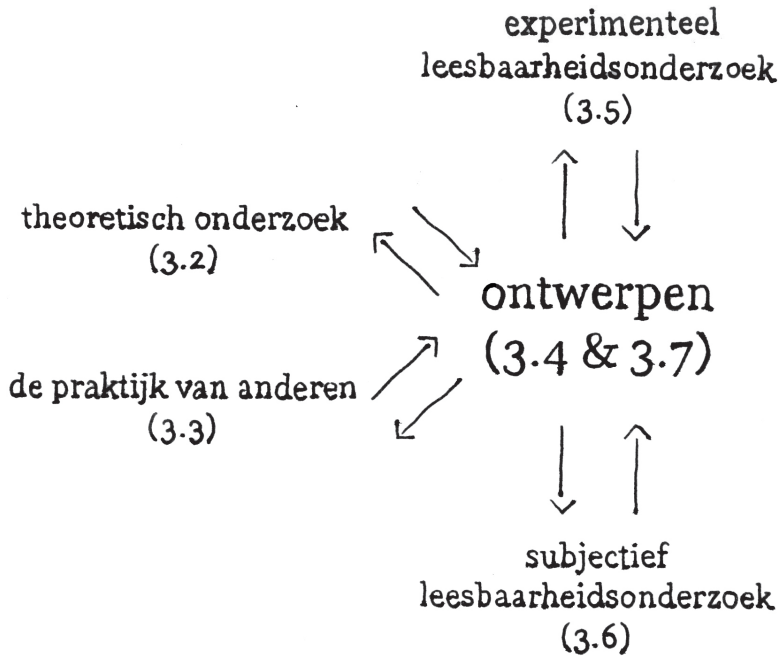 experimenteel
leesbaarheidsonderzoek
(3.5)
theoretisch onderzoek
(3.2)
ontwerpen
(3.4 & 3.7)
de praktijk van anderen
(3.3)
subjectief
leesbaarheidsonderzoek
(3.6)